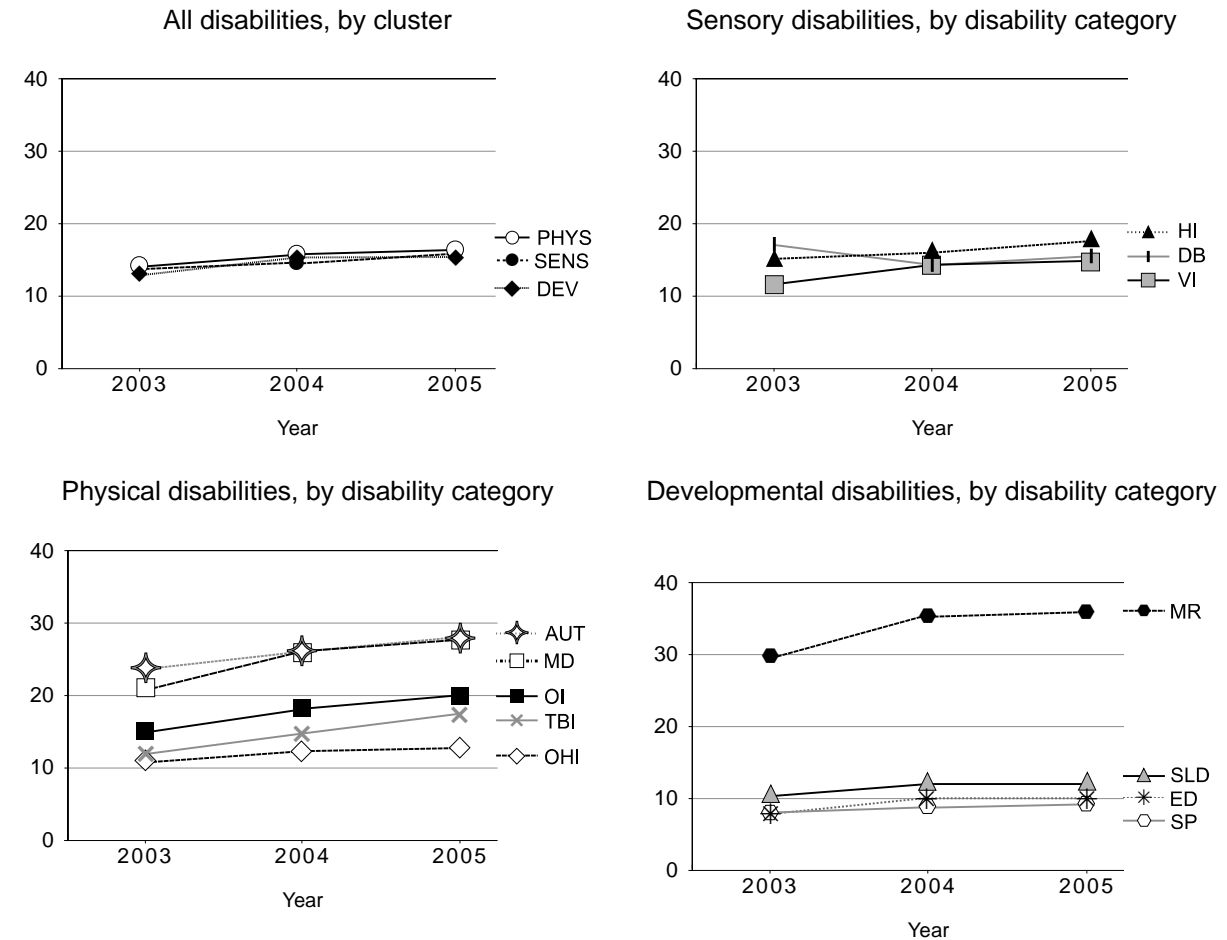 All disabilities, by cluster
40
30
20
10
0
2003 2004 2005
Year
PHYS
SENS
DEV
Sensory disabilities, by disability category
40
30
20
10
0
2003 2004 2005
Year
HI
DB
VI
Physical disabilities, by disability category
40
30
20
10
0
2003 2004 2005
Year
AUT
MD
OI
TBI
OHI
Developmental disabilities, by disability category
40
30
20
10
0
2003 2004 2005
Year
MR
SLD
ED
SP